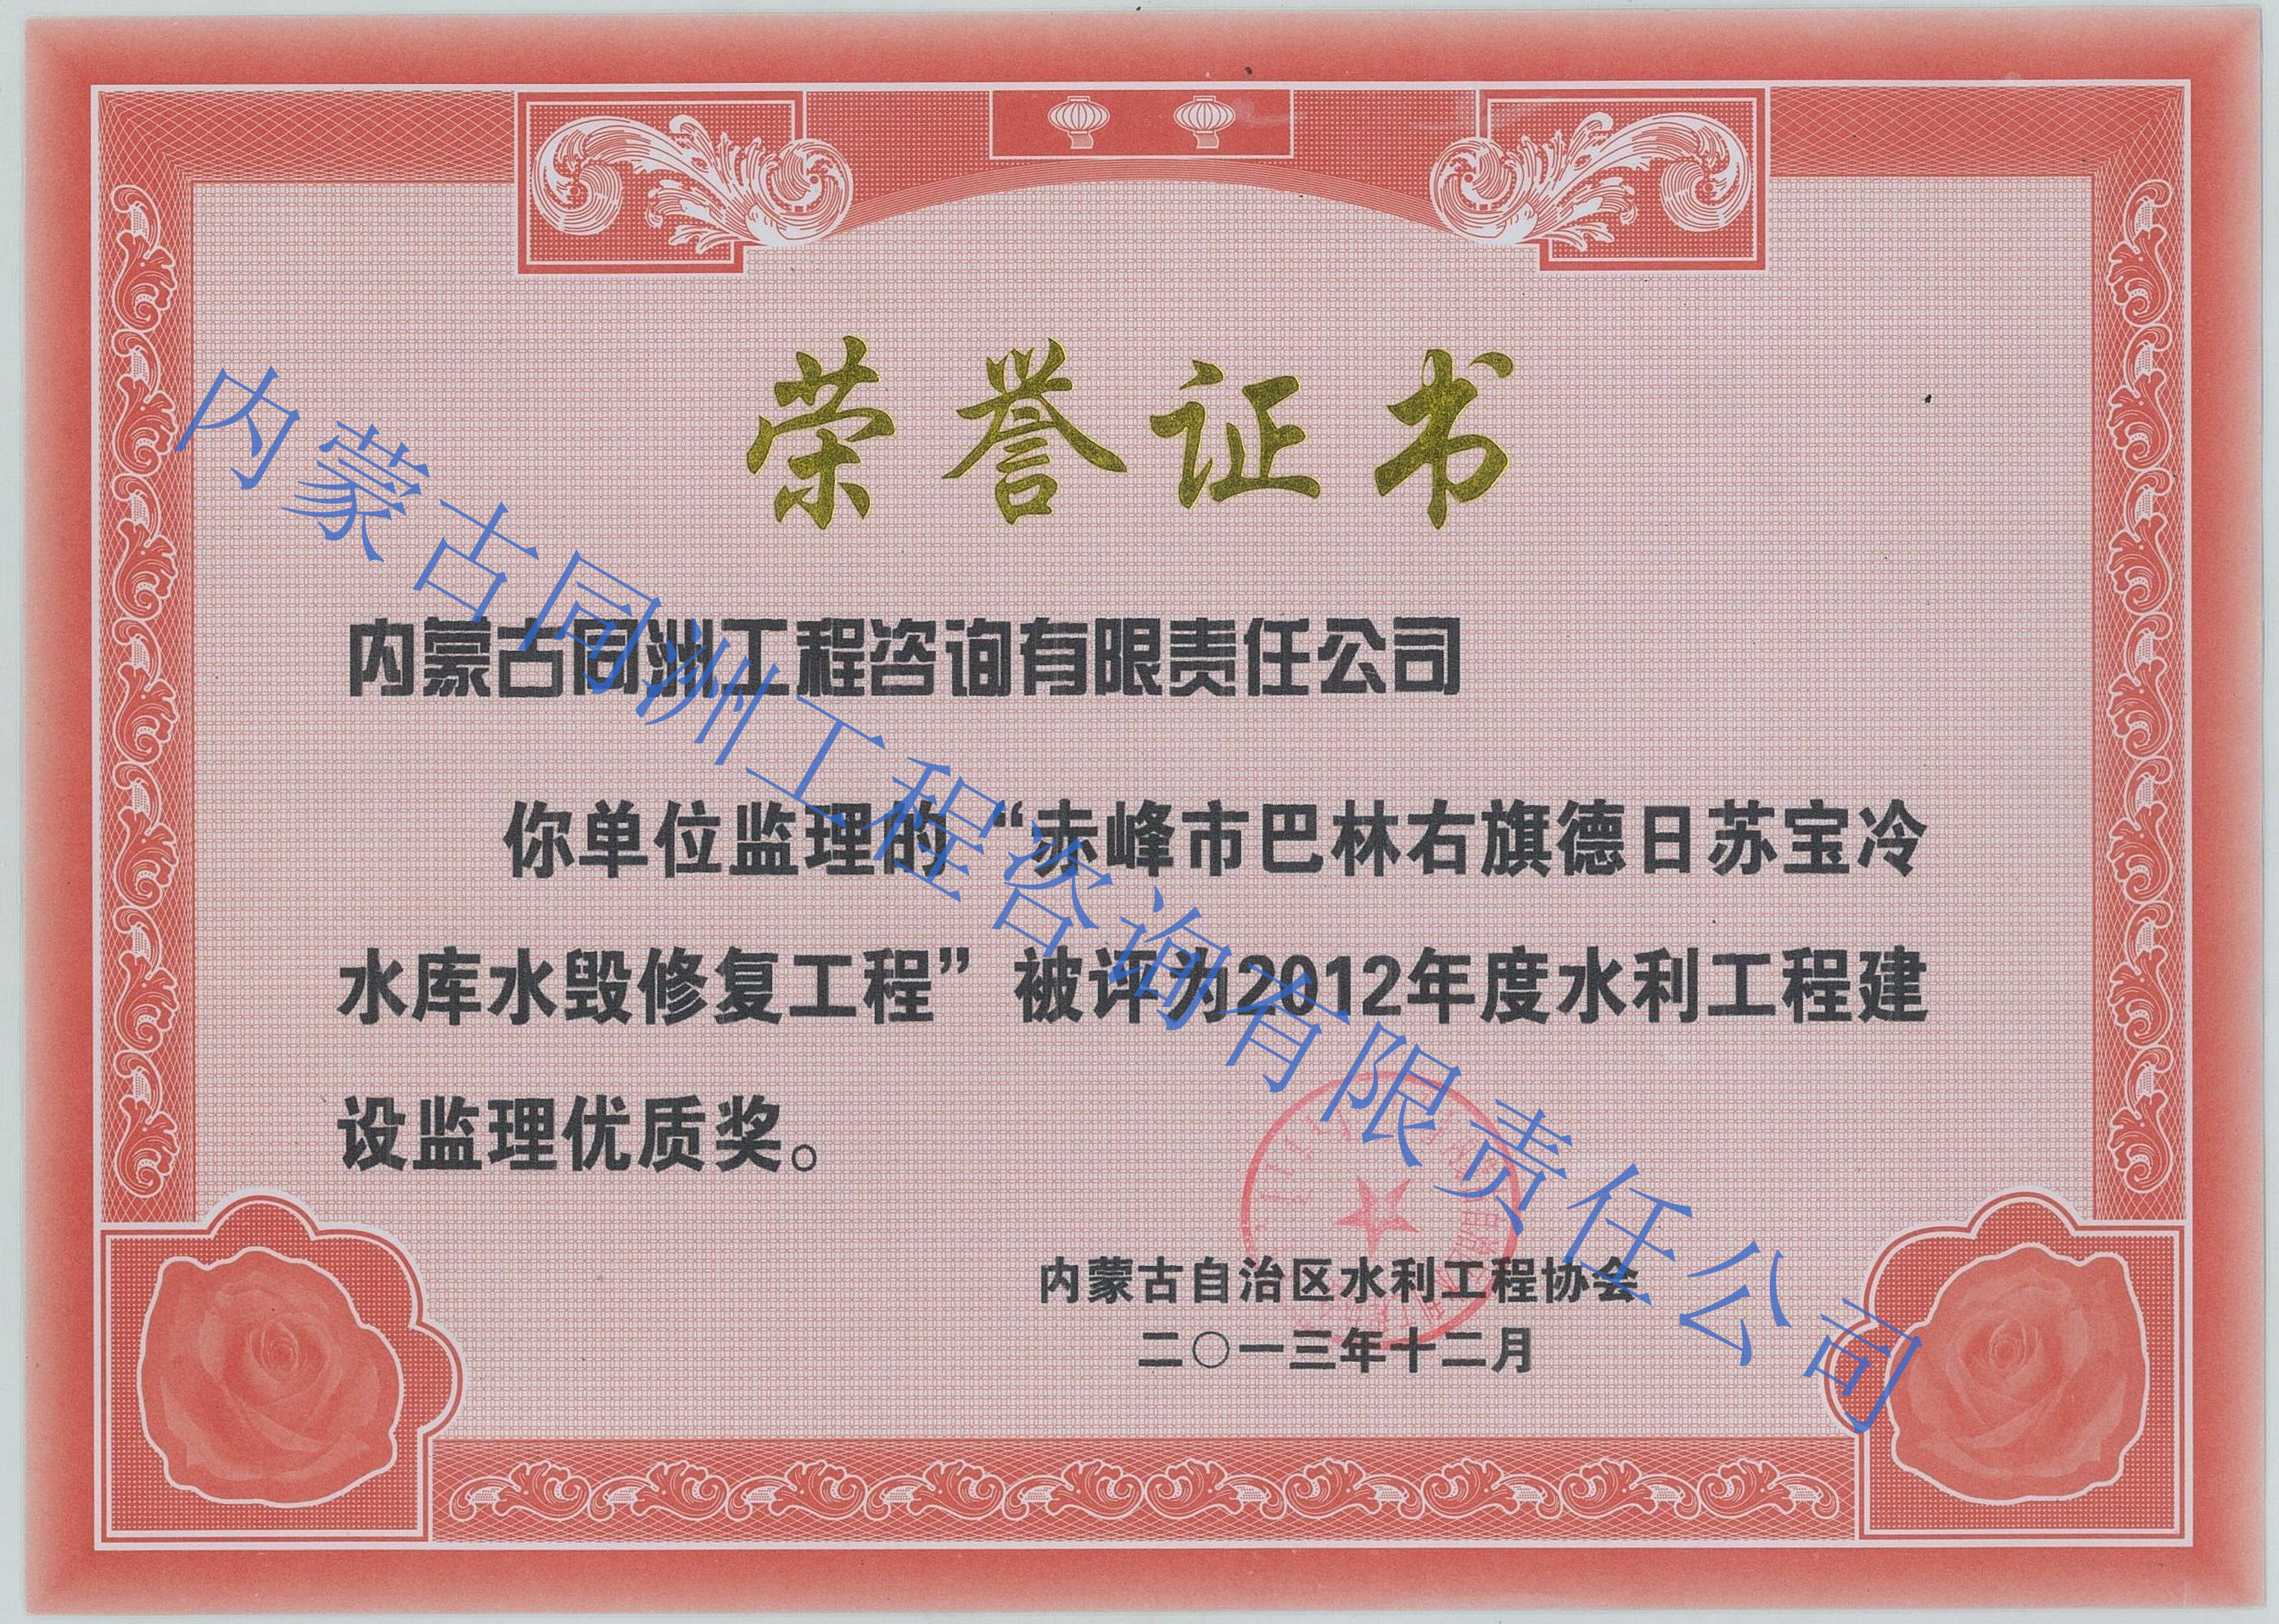 荣誉证书
内蒙古同洲工程咨询有限责任公司
你单位监理的“赤峰市巴林右旗德日苏宝冷
水库水毁修复工程”被评为2012年度水利工程建
设监理优质奖。
内蒙古自治区水利工程协会
二〇一三年十二月
内蒙古同洲工程咨询有限责任公司